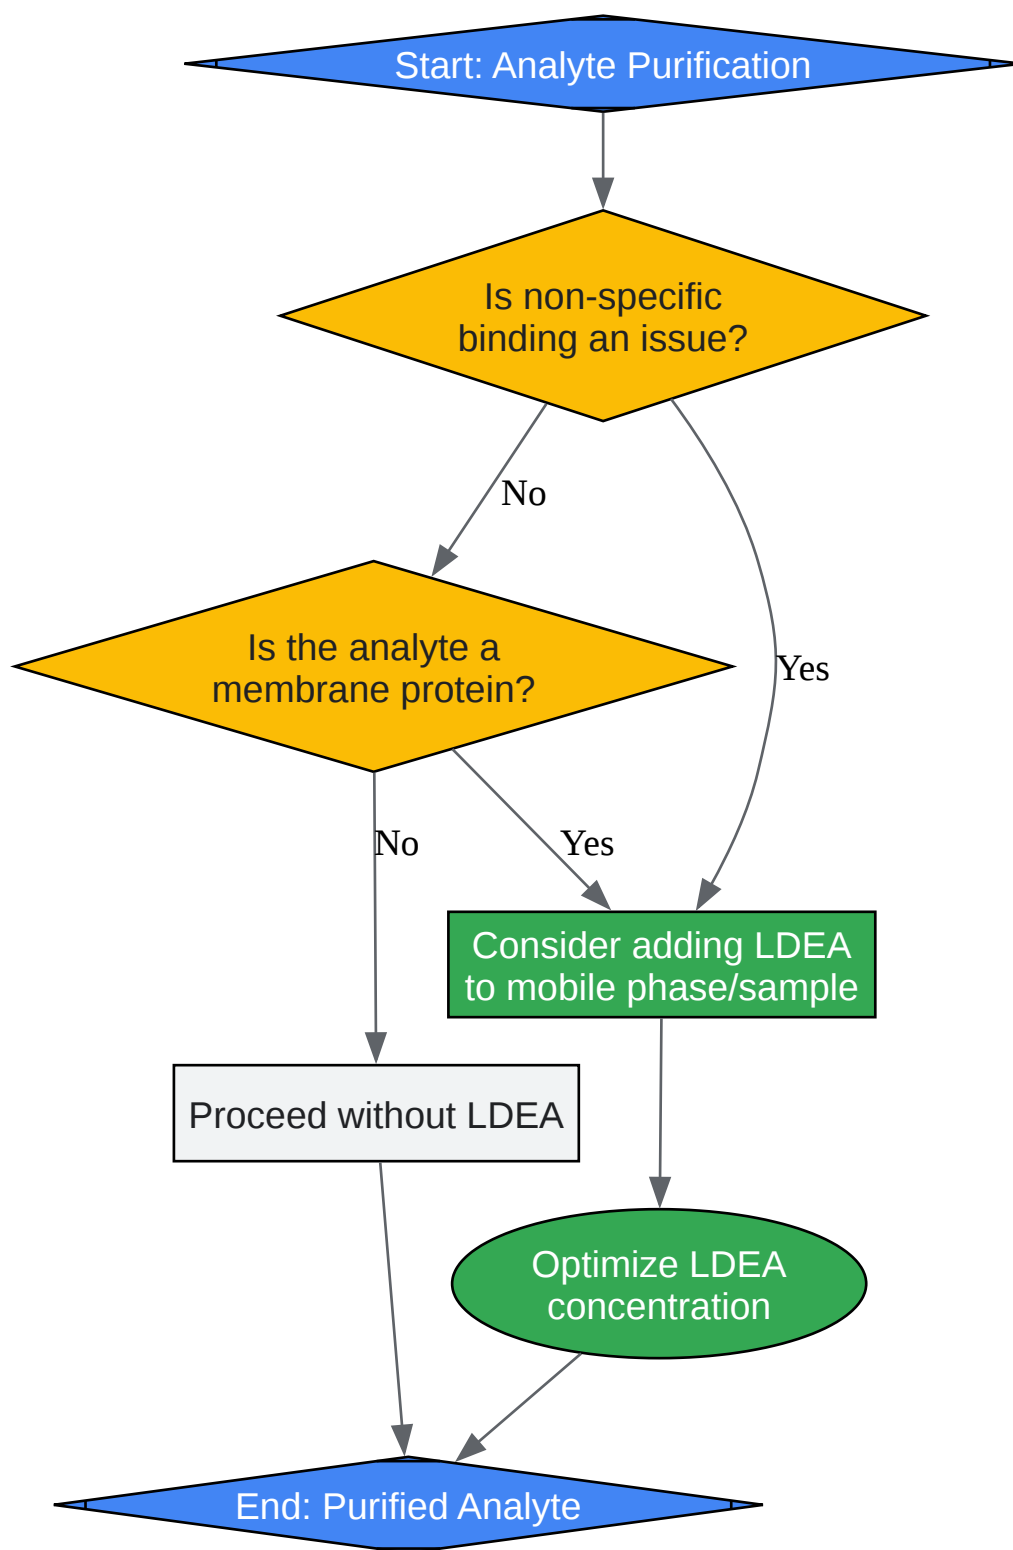 Start: Analyte Purification
Is non-specific
binding an issue?
No
Yes
Is the analyte a
membrane protein?
No
Yes
Consider adding LDEA
to mobile phase/sample
Proceed without LDEA
Optimize LDEA
concentration
End: Purified Analyte